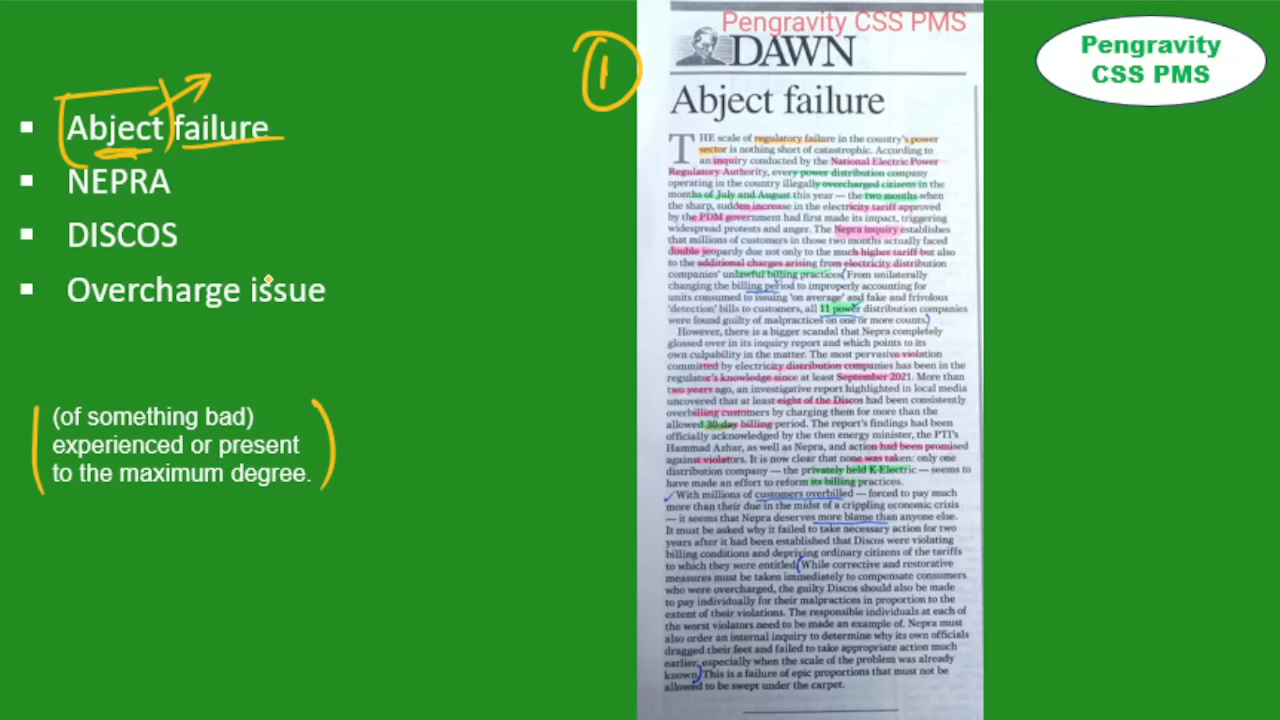 Abject failure
NEPRA
DISCOS
Overcharge issue
(of something bad)
experienced or present
to the maximum degree.
1
Pengravity CSS PMS
DAWN
Abject failure
THE scale of regulatory failure in the country's power
sector is nothing short of catastrophic. According to
an inquiry conducted by the National Electric Power
Regulatory Authority, every power distribution company
operating in the country illegally overcharged citizens in the
months of July and August this year — the two months when
the sharp, sudden increase in the electricity tariff approved
by the PDM government had first made its impact, triggering
widespread protests and anger. The Nepra inquiry establishes
that millions of customers in those two months actually faced
double jeopardy due not only to the much higher tariff but also
to the additional charges arising from electricity distribution
companies' unlawful billing practices. From unilaterally
changing the billing period to improperly accounting for
units consumed to issuing 'on average' and fake and frivolous
'detection' bills to customers, all 11 power distribution companies
were found guilty of malpractices on one or more counts.
However, there is a bigger scandal that Nepra completely
glossed over in its inquiry report and which points to its
own culpability in the matter. The most pervasive violation
committed by electricity distribution companies has been in the
regulator's knowledge since at least September 2021. More than
two years ago, an investigative report highlighted in local media
uncovered that at least eight of the Discos had been consistently
overbilling customers by charging them for more than the
allowed 30-day billing period. The report's findings had been
officially acknowledged by the then energy minister, the PTI's
Hammad Azhar, as well as Nepra, and action had been promised
against violators. It is now clear that none was taken: only one
distribution company — the privately held K-Electric — seems to
have made an effort to reform its billing practices.
With millions of customers overbilled — forced to pay much
more than their due in the midst of a crippling economic crisis
— it seems that Nepra deserves more blame than anyone else.
It must be asked why it failed to take necessary action for two
years after it had been established that Discos were violating
billing conditions and depriving ordinary citizens of the tariffs
to which they were entitled. While corrective and restorative
measures must be taken immediately to compensate consumers
who were overcharged, the guilty Discos should also be made
to pay individually for their malpractices in proportion to the
extent of their violations. The responsible individuals at each of
the worst violators need to be made an example of. Nepra must
also order an internal inquiry to determine why its own officials
dragged their feet and failed to take appropriate action much
earlier, especially when the scale of the problem was already
known. This is a failure of epic proportions that must not be
allowed to be swept under the carpet.
Pengravity
CSS PMS